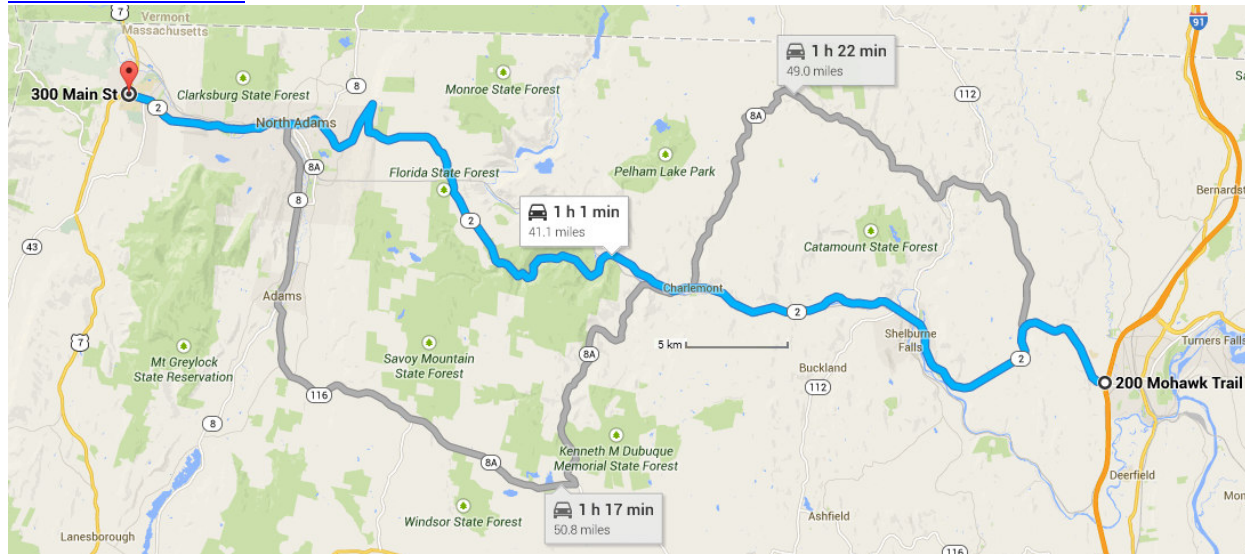 7
Vermont
Massachusetts
91
300 Main St
2
Clarksburg State Forest
8
Monroe State Forest
1 h 22 min
49.0 miles
112
8A
North Adams
8A
8
Florida State Forest
Pelham Lake Park
Bernardst
2
1 h 1 min
41.1 miles
43
Catamount State Forest
Adams
Charlemont
2
5 km
Shelburne
Falls
Turners Falls
7
Mt Greylock
State Reservation
Savoy Mountain
State Forest
8A
Buckland
112
2
200 Mohawk Trail
116
8
8A
Kenneth M Dubuque
Memorial State Forest
Deerfield
1 h 17 min
50.8 miles
Windsor State Forest
Ashfield
Lanesborough
116